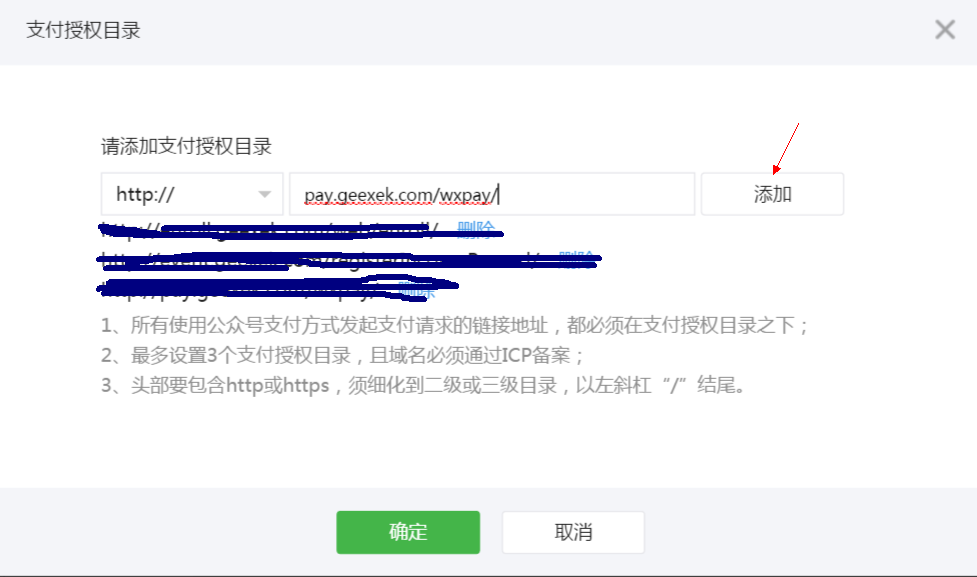 支付授权目录
请添加支付授权目录
http:// pay.geexek.com/wxpay/ 添加
删除
删除
删除
1、所有使用公众号支付方式发起支付请求的链接地址，都必须在支付授权目录之下；
2、最多设置3个支付授权目录，且域名必须通过ICP备案；
3、头部要包含http或https，须细化到二级或三级目录，以左斜杠“/”结尾。
确定 取消